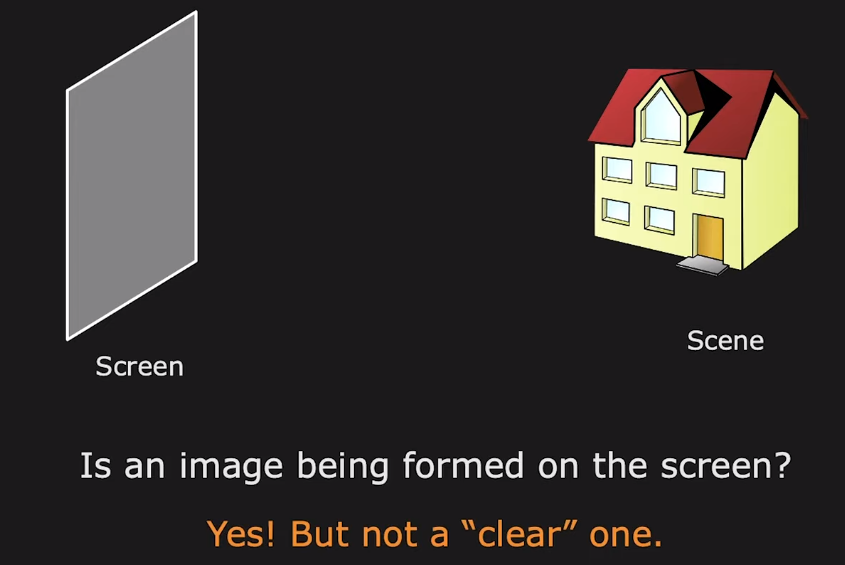 Screen
Scene
Is an image being formed on the screen?
Yes! But not a “clear” one.